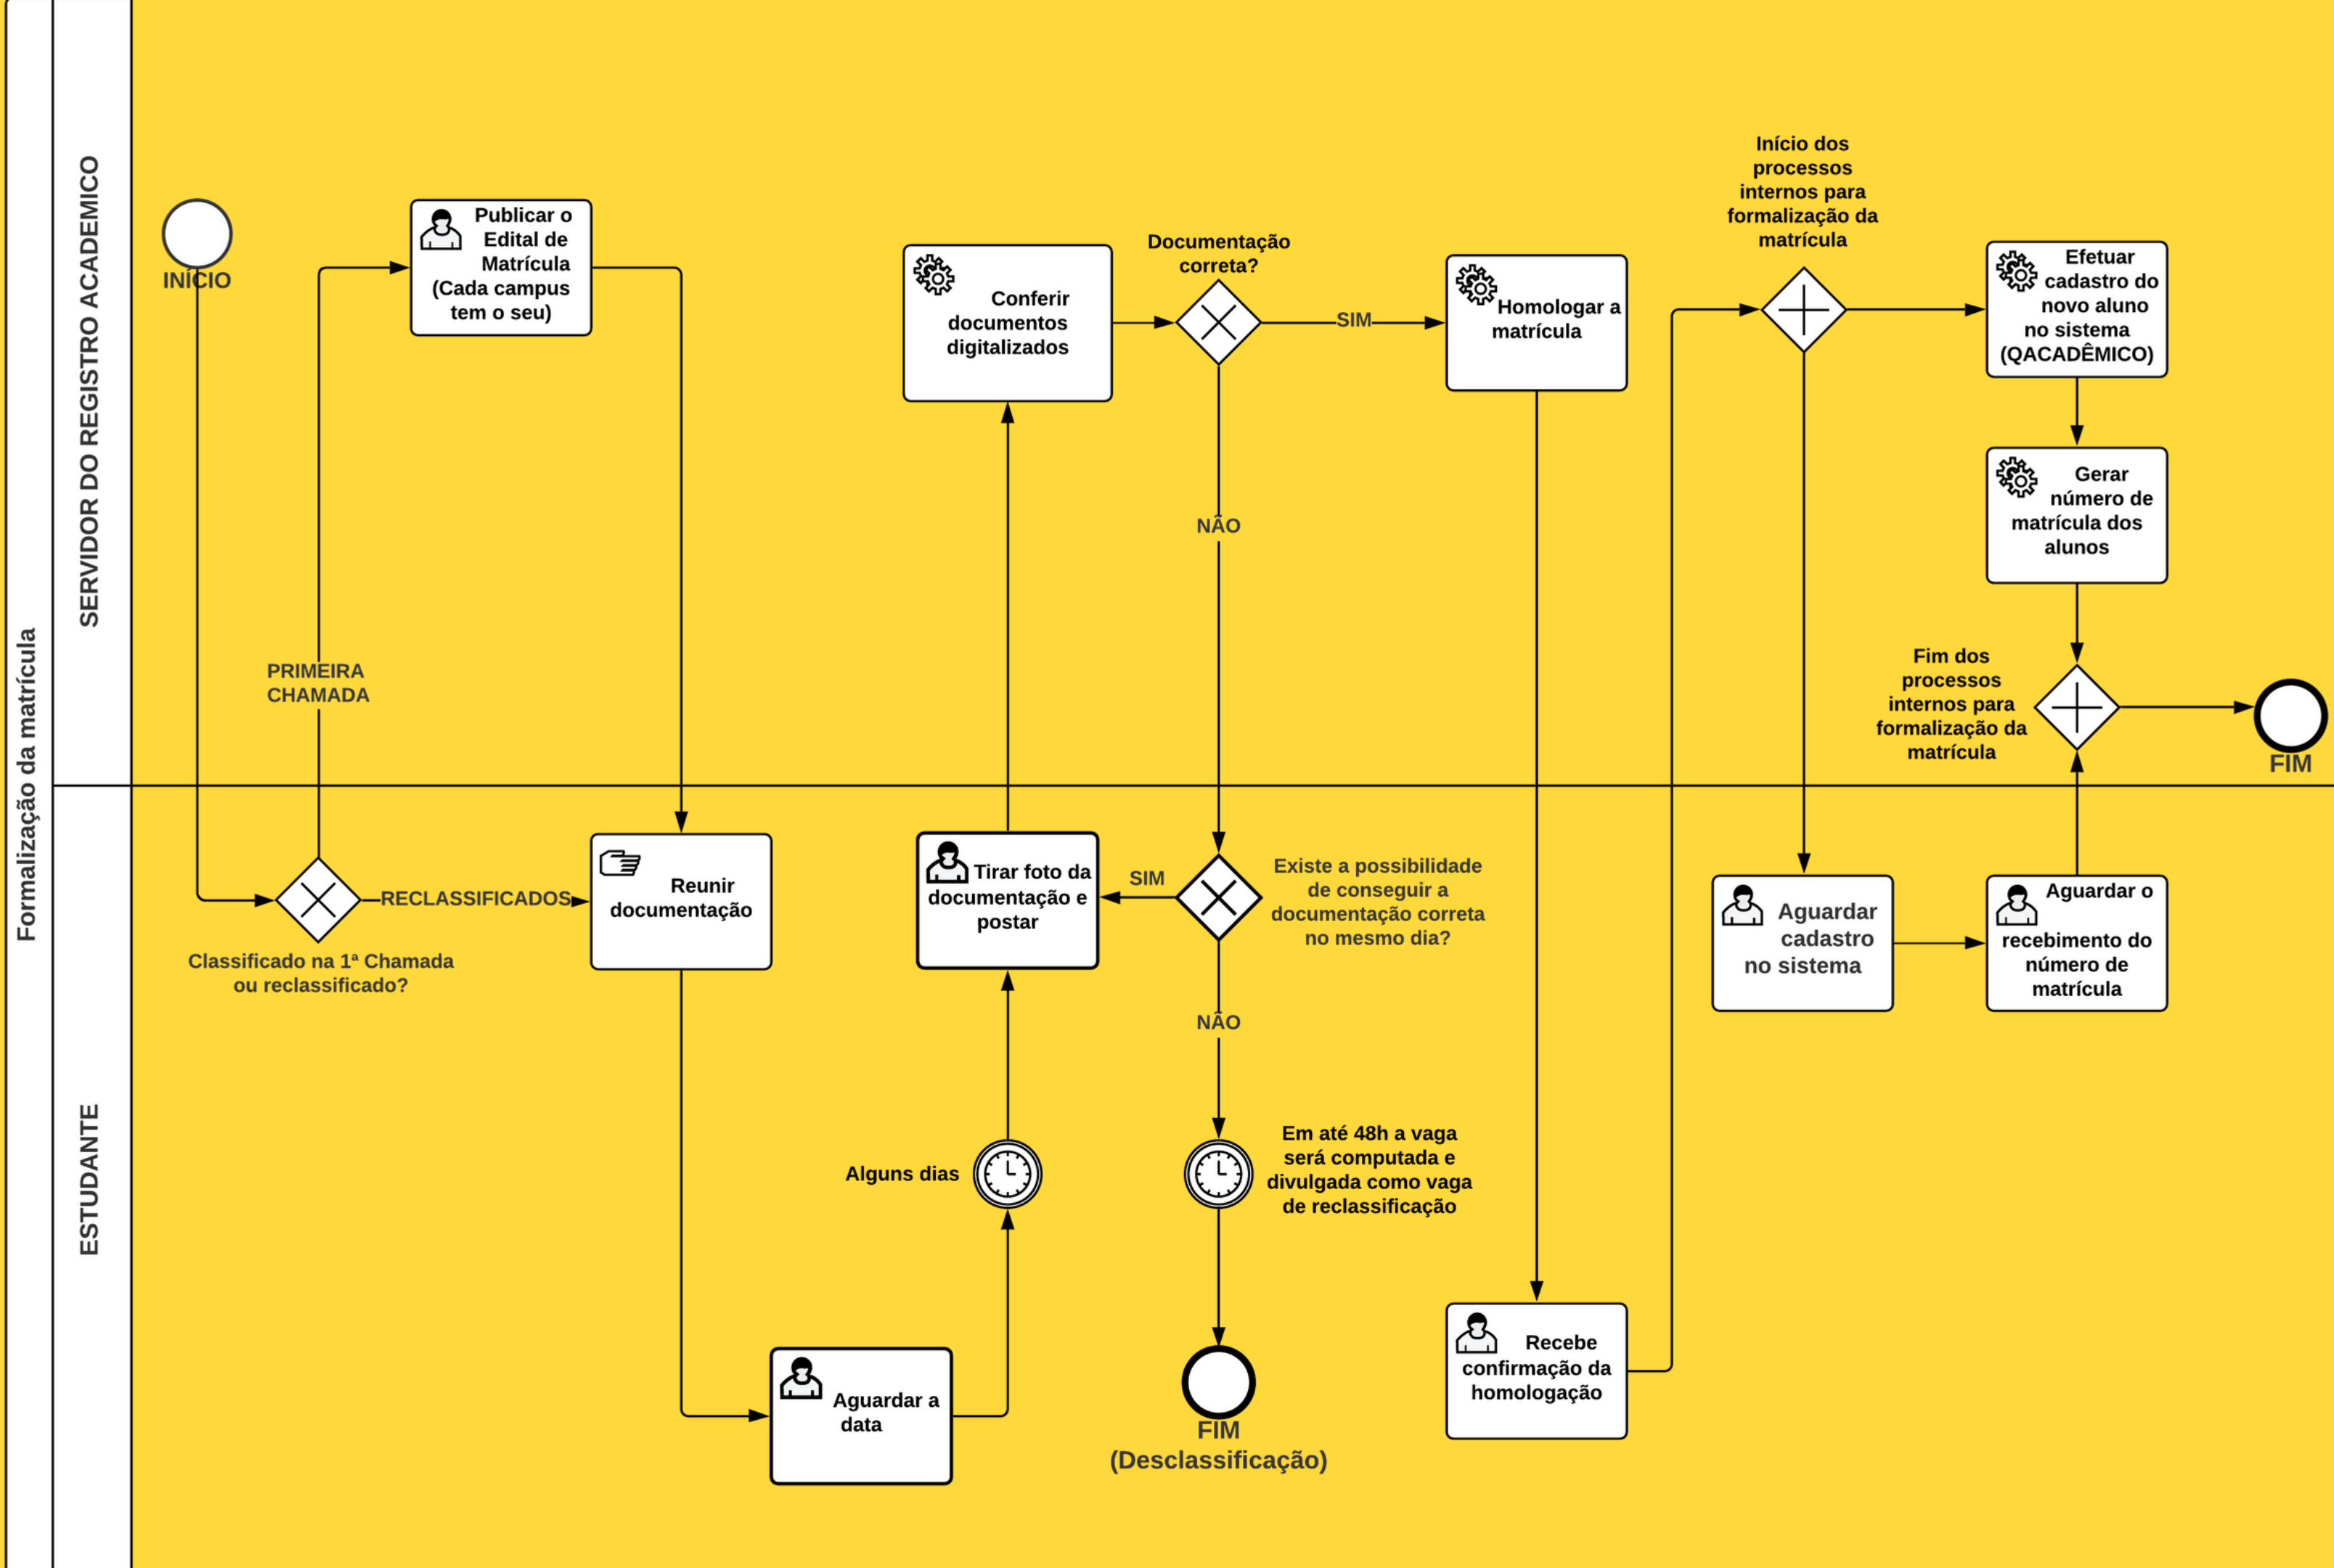 Formalização da matrícula
SERVIDOR DO REGISTRO ACADEMICO
INÍCIO
Publicar o
Edital de
Matrícula
(Cada campus
tem o seu)
PRIMEIRA
CHAMADA
Conferir
documentos
digitalizados
Documentação
correta?
SIM
NÃO
Homologar a
matrícula
Início dos
processos
internos para
formalização da
matrícula
Efetuar
cadastro do
novo aluno
no sistema
(QACADÊMICO)
Gerar
número de
matrícula dos
alunos
Fim dos
processos
internos para
formalização da
matrícula
FIM
ESTUDANTE
Classificado na 1ª Chamada
ou reclassificado?
RECLASSIFICADOS
Reunir
documentação
Aguardar a
data
Alguns dias
Tirar foto da
documentação e
postar
SIM
Existe a possibilidade
de conseguir a
documentação correta
no mesmo dia?
NÃO
Em até 48h a vaga
será computada e
divulgada como vaga
de reclassificação
FIM
(Desclassificação)
Recebe
confirmação da
homologação
Aguardar
cadastro
no sistema
Aguardar o
recebimento do
número de
matrícula